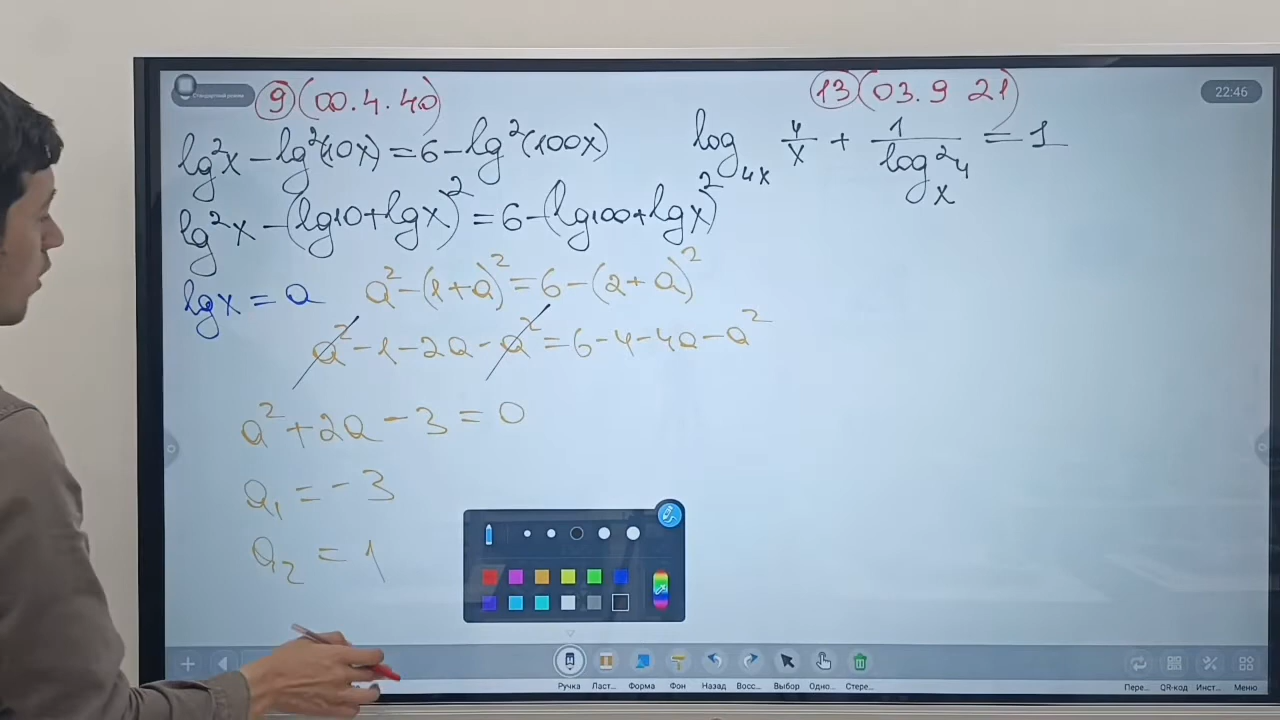 9 (00.4.40)
lg²x - lg²(10x) = 6 - lg²(100x)
lg²x - (lg10 + lgx)² = 6 - (lg100 + lgx)²
lgx = a
a² - (1 + a)² = 6 - (2 + a)²
a² - 1 - 2a - a² = 6 - 4 - 4a - a²
a² + 2a - 3 = 0
a₁ = -3
a₂ = 1
13 (03.9 21)
log₄ₓ 4/x + 1/log²ₓ4 = 1
22:46
Стандартный режим
Ручка Ласт... Форма Фон Назад Восс... Выбор Одно... Стере...
Пере... QR-код Инст... Меню